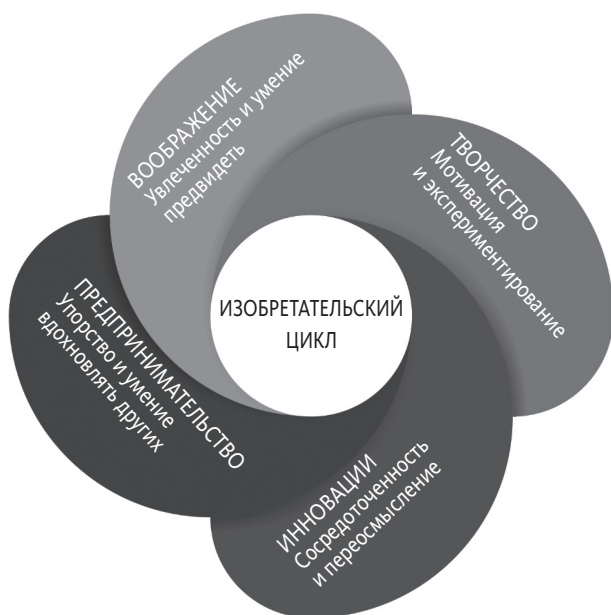 ВООБРАЖЕНИЕ
Увлеченность и умение
предвидеть
ТВОРЧЕСТВО
Мотивация
и экспериментирование
ИННОВАЦИИ
Сосредоточенность
и переосмысление
ПРЕДПРИНИМАТЕЛЬСТВО
Упорство и умение
вдохновлять других
ИЗОБРЕТАТЕЛЬСКИЙ
ЦИКЛ